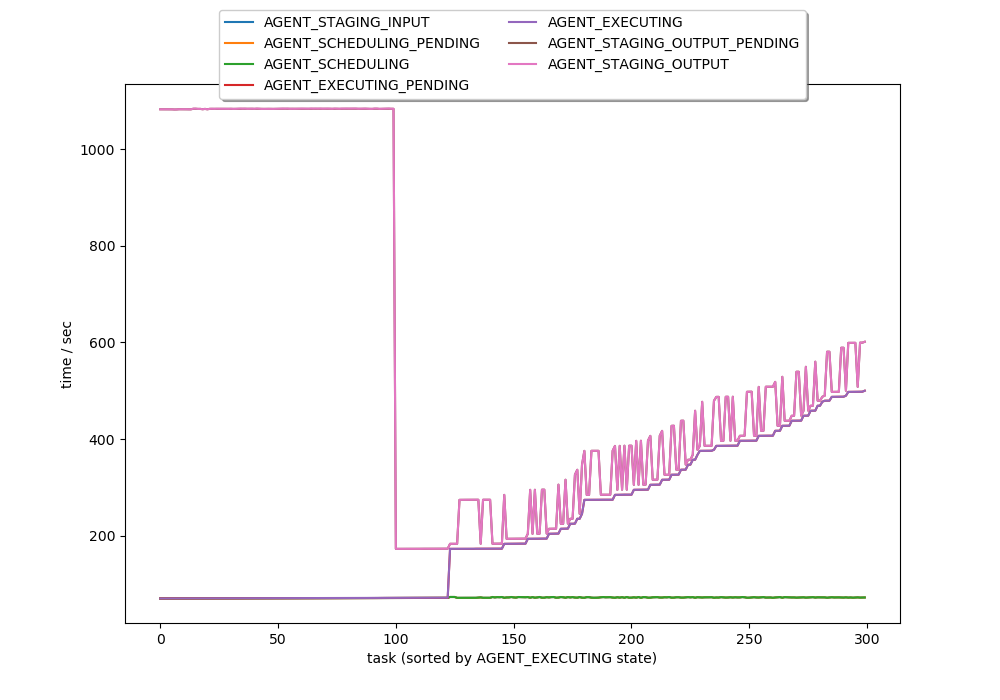 AGENT_STAGING_INPUT
AGENT_SCHEDULING_PENDING
AGENT_SCHEDULING
AGENT_EXECUTING_PENDING
AGENT_EXECUTING
AGENT_STAGING_OUTPUT_PENDING
AGENT_STAGING_OUTPUT
1000
800
600
400
200
time / sec
0 50 100 150 200 250 300
task (sorted by AGENT_EXECUTING state)